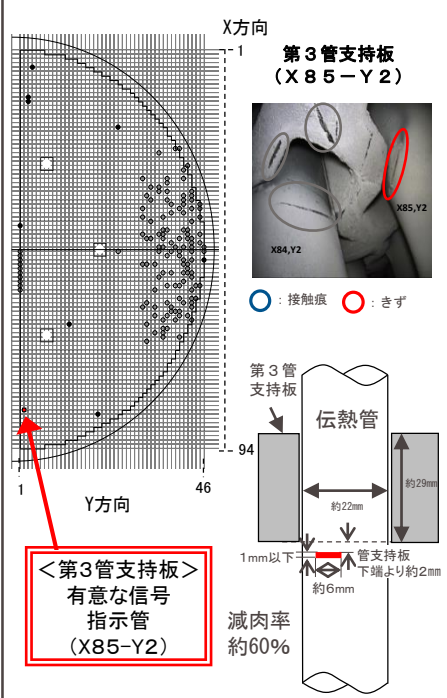 X方向
1
94
1
46
Y方向
<第3管支持板>
有意な信号
指示管
(X85-Y2)
第3管支持板
(X85-Y2)
X84,Y2
X85,Y2
:接触痕
:きず
第3管
支持板
伝熱管
約29mm
約22mm
1mm以下
管支持板
下端より約2mm
約6mm
減肉率
約60%